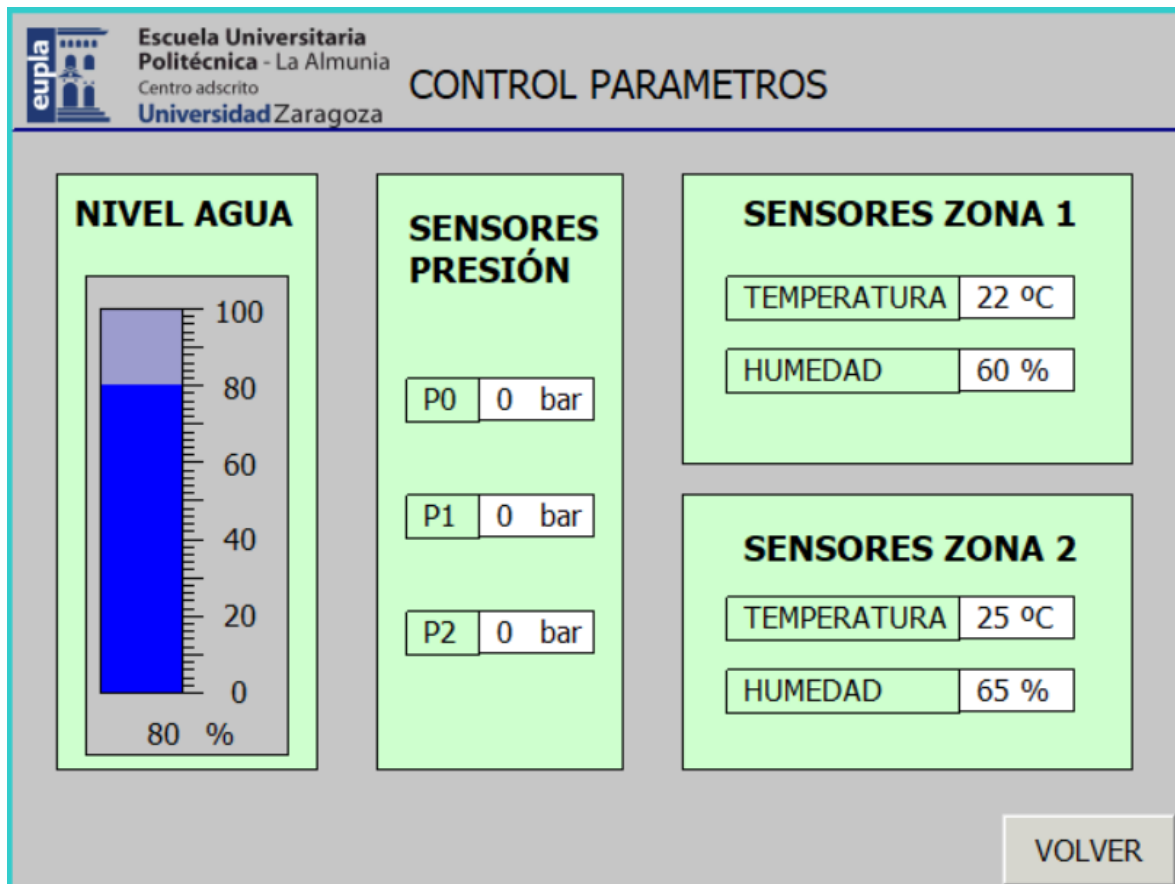 eupla
Escuela Universitaria
Politécnica - La Almunia
Centro adscrito
Universidad Zaragoza
CONTROL PARAMETROS
NIVEL AGUA
100
80
60
40
20
0
80 %
SENSORES
PRESIÓN
P0 0 bar
P1 0 bar
P2 0 bar
SENSORES ZONA 1
TEMPERATURA 22 ºC
HUMEDAD 60 %
SENSORES ZONA 2
TEMPERATURA 25 ºC
HUMEDAD 65 %
VOLVER